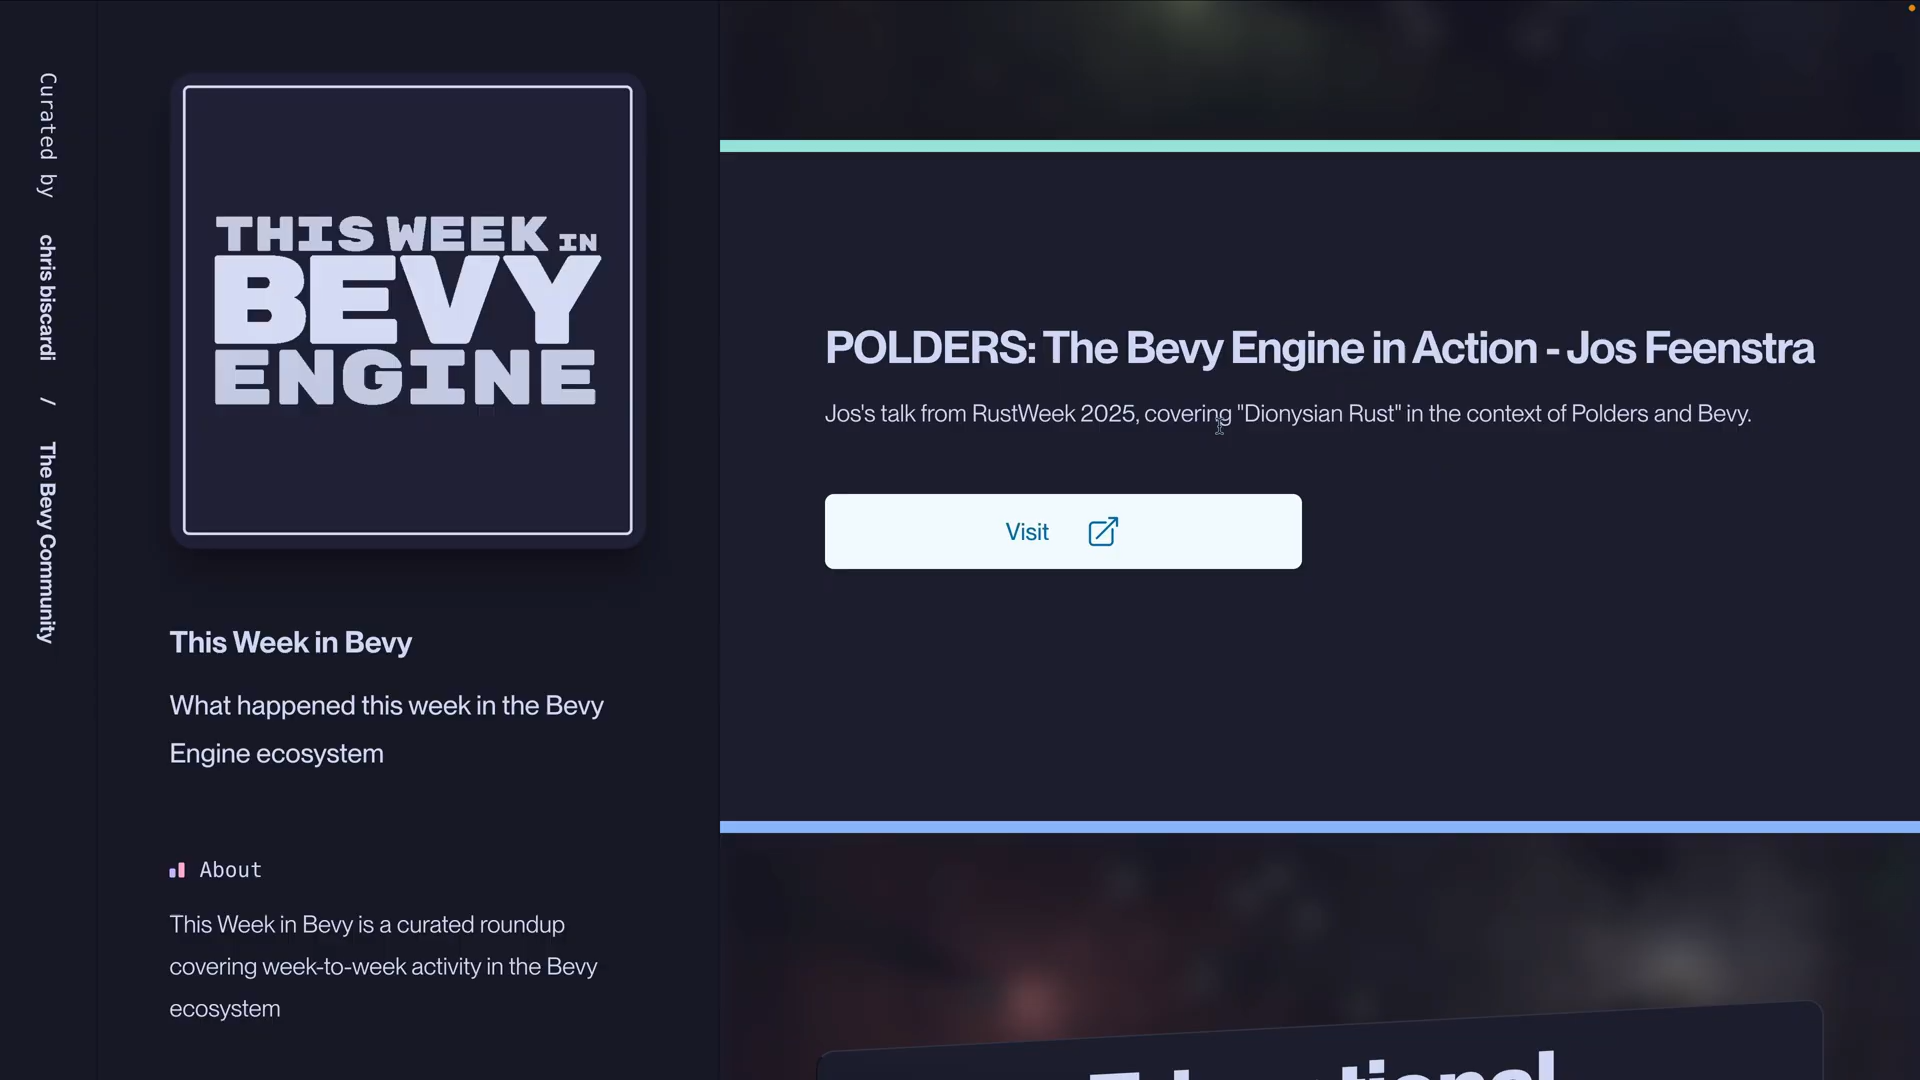 Curated by chris biscardi / The Bevy Community
THIS WEEK IN
BEVY
ENGINE
This Week in Bevy
What happened this week in the Bevy
Engine ecosystem
About
This Week in Bevy is a curated roundup
covering week-to-week activity in the Bevy
ecosystem
POLDERS: The Bevy Engine in Action - Jos Feenstra
Jos's talk from RustWeek 2025, covering "Dionysian Rust" in the context of Polders and Bevy.
Visit